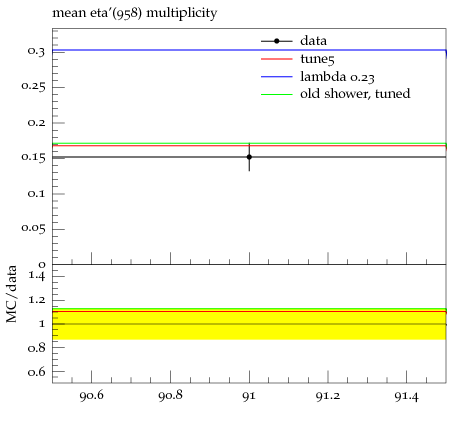 mean eta'(958) multiplicity
data
tune5
lambda 0.23
old shower, tuned
0.3
0.25
0.2
0.15
0.1
0.05
0
MC/data
1.4
1.2
1
0.8
0.6
90.6 90.8 91 91.2 91.4